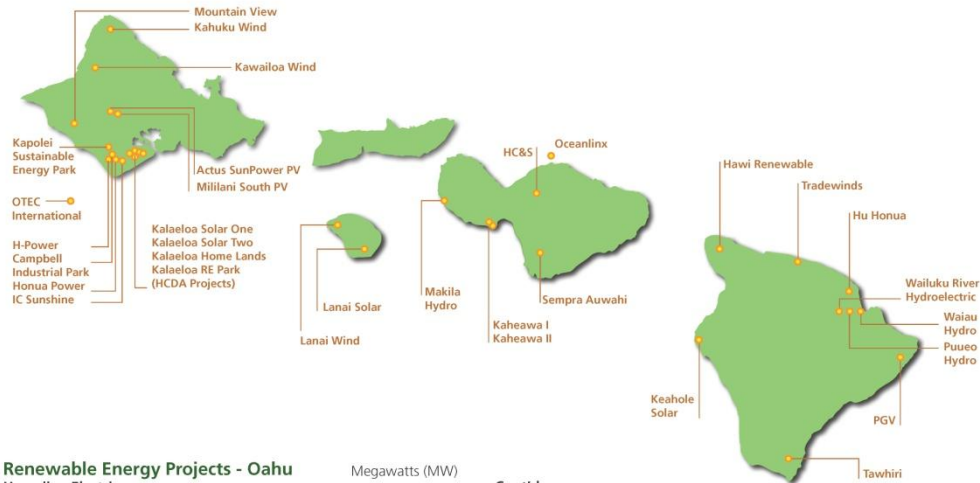 Mountain View
Kahuku Wind
Kawailoa Wind
Kapolei
Sustainable
Energy Park
Actus SunPower PV
Mililani South PV
OTEC
International
H-Power
Campbell
Industrial Park
Honua Power
IC Sunshine
Kalaeloa Solar One
Kalaeloa Solar Two
Kalaeloa Home Lands
Kalaeloa RE Park
(HCDA Projects)
Lanai Solar
Lanai Wind
HC&S
Oceanlinx
Makila
Hydro
Kaheawa I
Kaheawa II
Sempra Auwahi
Hawi Renewable
Tradewinds
Hu Honua
Wailuku River
Hydroelectric
Waiau
Hydro
Puueo
Hydro
Keahole
Solar
PGV
Tawhiri
Renewable Energy Projects - Oahu
Megawatts (MW)